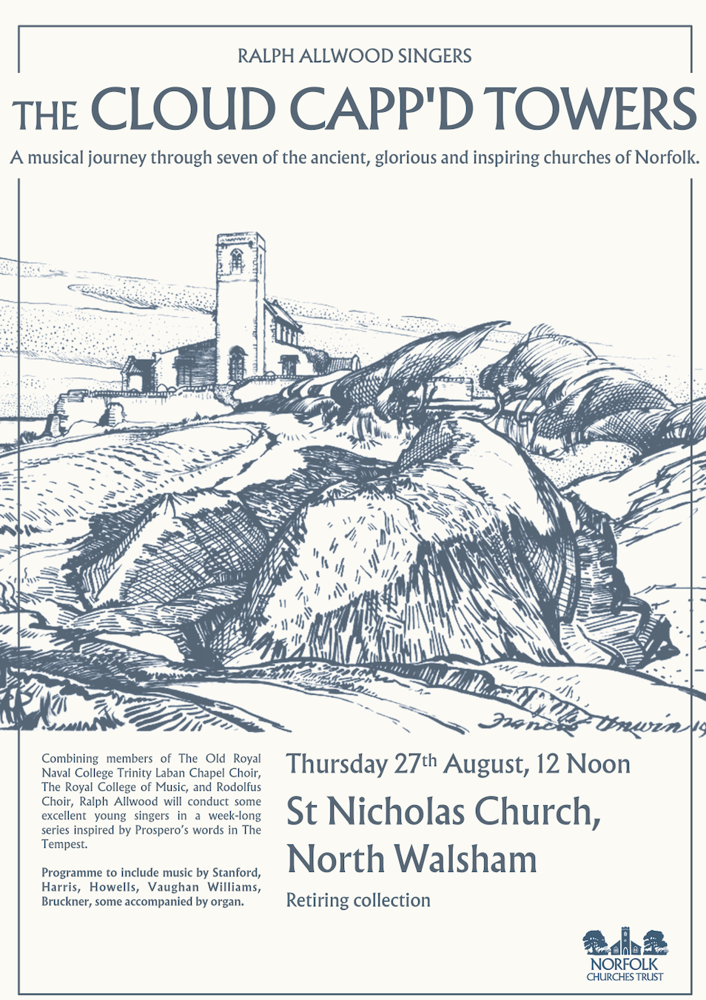 RALPH ALLWOOD SINGERS
THE CLOUD CAPP'D TOWERS
A musical journey through seven of the ancient, glorious and inspiring churches of Norfolk.
Francis Unwin 19
Combining members of The Old Royal
Naval College Trinity Laban Chapel Choir,
The Royal College of Music, and Rodolfus
Choir, Ralph Allwood will conduct some
excellent young singers in a week-long
series inspired by Prospero’s words in The
Tempest.
Programme to include music by Stanford,
Harris, Howells, Vaughan Williams,
Bruckner, some accompanied by organ.
Thursday 27th August, 12 Noon
St Nicholas Church,
North Walsham
Retiring collection
NORFOLK
CHURCHES TRUST